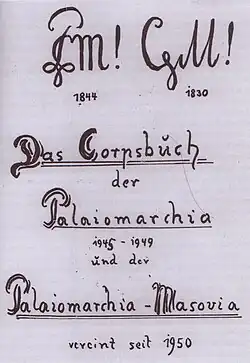 PM! GM!
1844 1830
Das Corpsbuch
der
Palaiomarchia
1945 - 1949
und der
Palaiomarchia - Masovia
vereint seit 1950